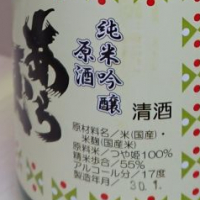 純米吟醸
原酒
あら
清酒
原材料名／米(国産)・
米麹(国産米)
原料米／つや姫100%
精米歩合／55%
アルコール分／17度
製造年月／30.1.